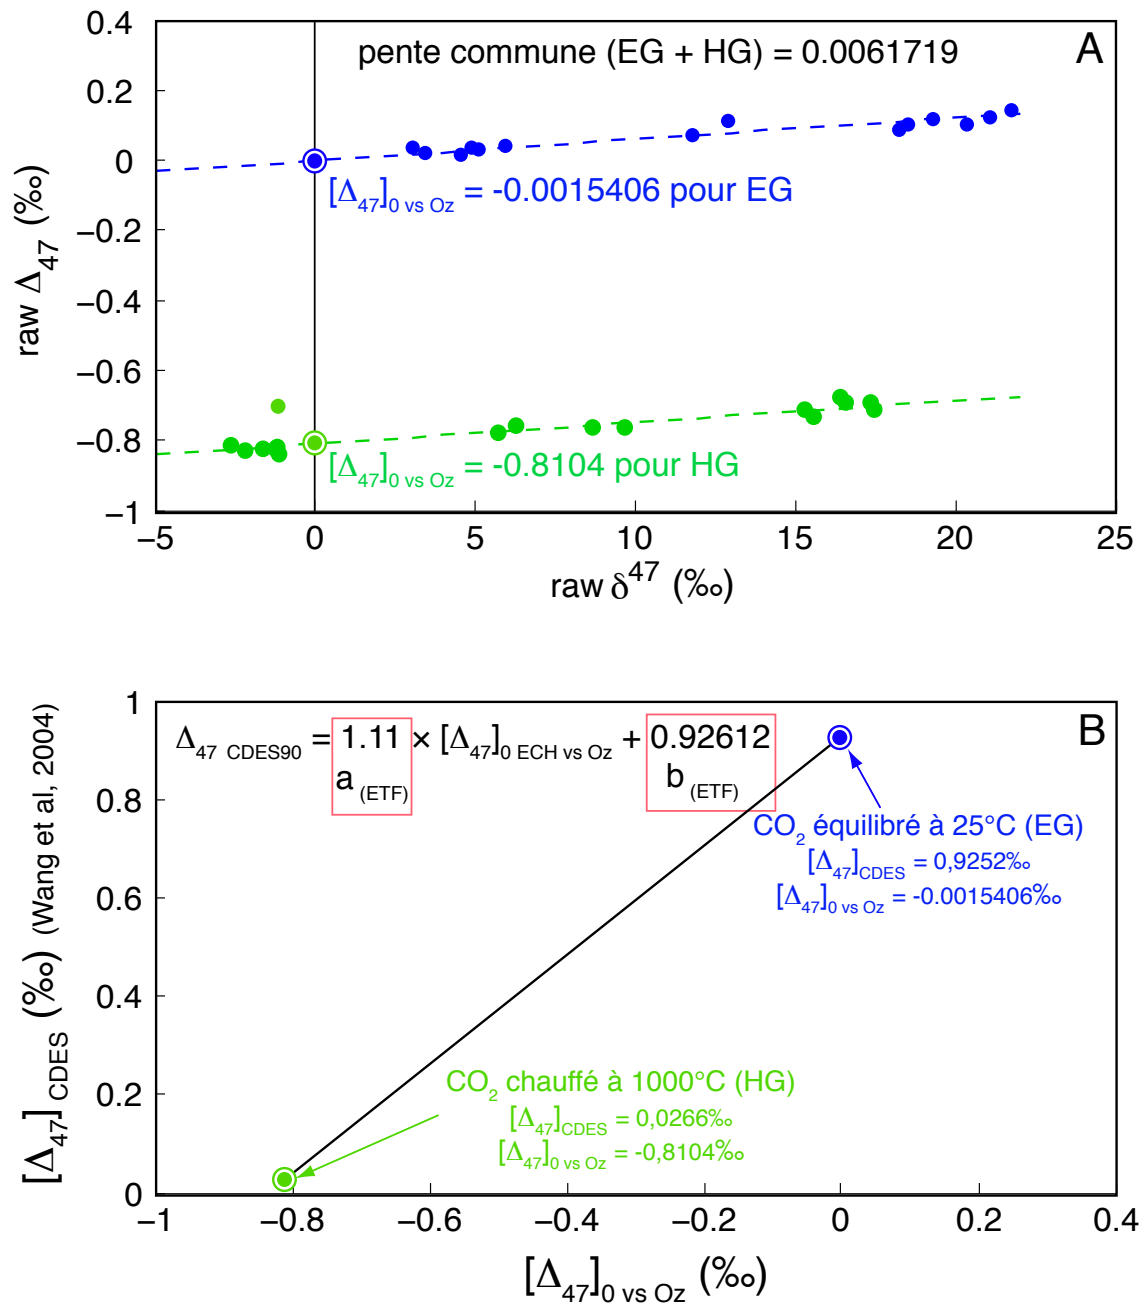 pente commune (EG + HG) = 0.0061719
A
0.4
0.2
0
−0.2
−0.4
−0.6
−0.8
−1
raw Δ47 (‰)
[Δ47]0 vs Oz = -0.0015406 pour EG
[Δ47]0 vs Oz = -0.8104 pour HG
−5 0 5 10 15 20 25
raw δ47 (‰)
B
1
0.8
0.6
0.4
0.2
0
[Δ47] CDES (‰) (Wang et al, 2004)
Δ47 CDES90 = 1.11 × [Δ47]0 ECH vs Oz + 0.92612
a (ETF) b (ETF)
CO2 équilibré à 25°C (EG)
[Δ47]CDES = 0,9252‰
[Δ47]0 vs Oz = -0.0015406‰
CO2 chauffé à 1000°C (HG)
[Δ47]CDES = 0,0266‰
[Δ47]0 vs Oz = -0,8104‰
−1 −0.8 −0.6 −0.4 −0.2 0 0.2 0.4
[Δ47]0 vs Oz (‰)